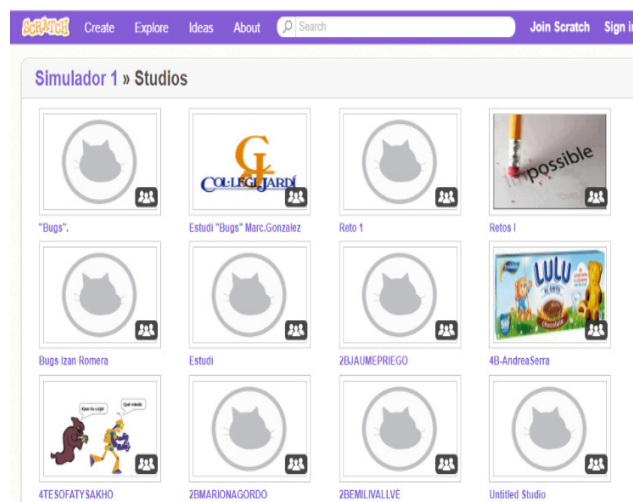 SCRATCH Create Explore Ideas About Search Join Scratch Sign in
Simulador 1 » Studios
COL·LEGI JARDÍ
possible
LULU
"Bugs".
Estudi "Bugs" Marc.Gonzalez
Reto 1
Retos I
Bugs Izan Romera
Estudi
2BJAUMEPRIEGO
4B-AndreaSerra
4TESOFATYSAKHO
2BMARIONAGORDO
2BEMILIVALLVE
Untitled Studio